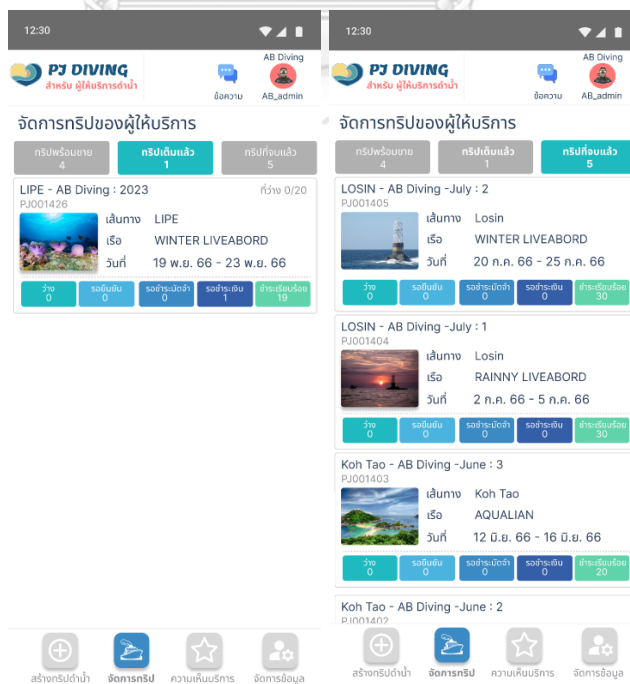 12:30
PJ DIVING
สำหรับ ผู้ให้บริการดำน้ำ
ข้อความ
AB Diving
AB_admin
จัดการทริปของผู้ให้บริการ
ทริปพร้อมขาย
4
ทริปเต็มแล้ว
1
ทริปที่จบแล้ว
5
LIPE - AB Diving : 2023
ที่ว่าง 0/20
PJ001426
เส้นทาง LIPE
เรือ WINTER LIVEABORD
วันที่ 19 พ.ย. 66 - 23 พ.ย. 66
ว่าง
0
รอยืนยัน
0
รอชำระมัดจำ
0
รอชำระเงิน
1
ชำระเรียบร้อย
19
สร้างทริปดำน้ำ
จัดการทริป
ความเห็นบริการ
จัดการข้อมูล
12:30
PJ DIVING
สำหรับ ผู้ให้บริการดำน้ำ
ข้อความ
AB Diving
AB_admin
จัดการทริปของผู้ให้บริการ
ทริปพร้อมขาย
4
ทริปเต็มแล้ว
1
ทริปที่จบแล้ว
5
LOSIN - AB Diving -July : 2
PJ001405
เส้นทาง Losin
เรือ WINTER LIVEABORD
วันที่ 20 ก.ค. 66 - 25 ก.ค. 66
ว่าง
0
รอยืนยัน
0
รอชำระมัดจำ
0
รอชำระเงิน
0
ชำระเรียบร้อย
30
LOSIN - AB Diving -July : 1
PJ001404
เส้นทาง Losin
เรือ RAINNY LIVEABORD
วันที่ 2 ก.ค. 66 - 5 ก.ค. 66
ว่าง
0
รอยืนยัน
0
รอชำระมัดจำ
0
รอชำระเงิน
0
ชำระเรียบร้อย
30
Koh Tao - AB Diving -June : 3
PJ001403
เส้นทาง Koh Tao
เรือ AQUALIAN
วันที่ 12 มิ.ย. 66 - 16 มิ.ย. 66
ว่าง
0
รอยืนยัน
0
รอชำระมัดจำ
0
รอชำระเงิน
0
ชำระเรียบร้อย
20
Koh Tao - AB Diving -June : 2
PJ001402
สร้างทริปดำน้ำ
จัดการทริป
ความเห็นบริการ
จัดการข้อมูล